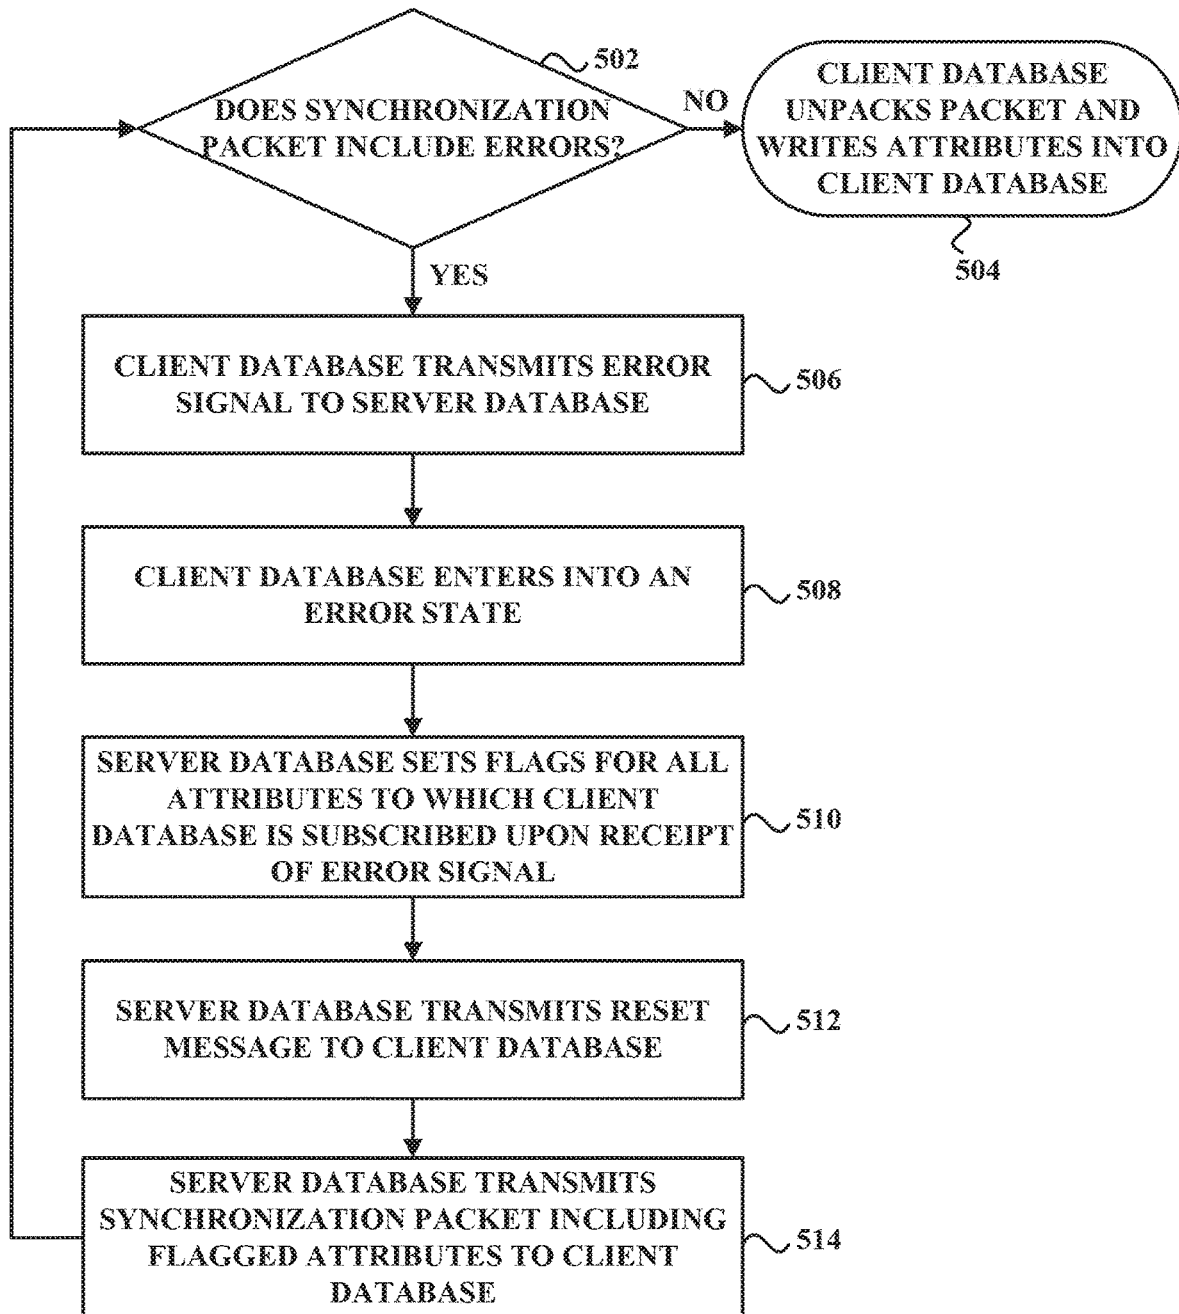 502
DOES SYNCHRONIZATION
PACKET INCLUDE ERRORS?
NO
CLIENT DATABASE
UNPACKS PACKET AND
WRITES ATTRIBUTES INTO
CLIENT DATABASE
504
YES
CLIENT DATABASE TRANSMITS ERROR
SIGNAL TO SERVER DATABASE
506
CLIENT DATABASE ENTERS INTO AN
ERROR STATE
508
SERVER DATABASE SETS FLAGS FOR ALL
ATTRIBUTES TO WHICH CLIENT
DATABASE IS SUBSCRIBED UPON RECEIPT
OF ERROR SIGNAL
510
SERVER DATABASE TRANSMITS RESET
MESSAGE TO CLIENT DATABASE
512
SERVER DATABASE TRANSMITS
SYNCHRONIZATION PACKET INCLUDING
FLAGGED ATTRIBUTES TO CLIENT
DATABASE
514